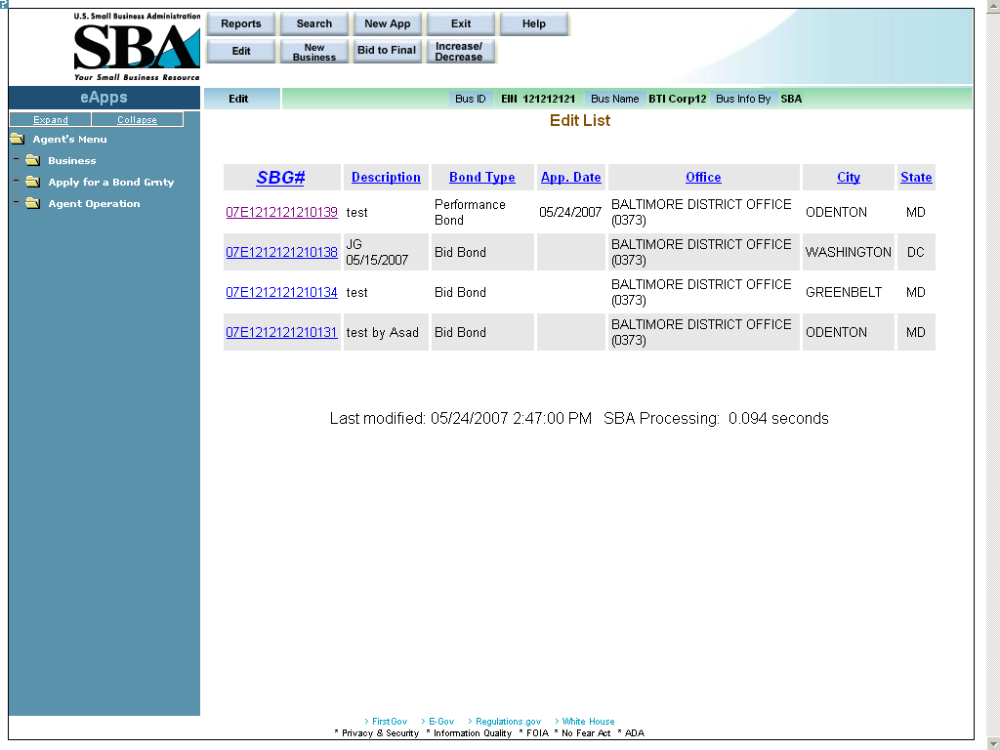 U.S. Small Business Administration
SBA
Your Small Business Resource
Reports Search New App Exit Help
Edit New Business Bid to Final Increase/ Decrease
eApps
Edit Bus ID EIN 121212121 Bus Name BTI Corp12 Bus Info By SBA
Expand Collapse
Agent's Menu
Business
Apply for a Bond Grnty
Agent Operation
Edit List
SBG# Description Bond Type App. Date Office City State
07E1212121210139 test Performance Bond 05/24/2007 BALTIMORE DISTRICT OFFICE (0373) ODENTON MD
07E1212121210138 JG 05/15/2007 Bid Bond BALTIMORE DISTRICT OFFICE (0373) WASHINGTON DC
07E1212121210134 test Bid Bond BALTIMORE DISTRICT OFFICE (0373) GREENBELT MD
07E1212121210131 test by Asad Bid Bond BALTIMORE DISTRICT OFFICE (0373) ODENTON MD
Last modified: 05/24/2007 2:47:00 PM SBA Processing: 0.094 seconds
> FirstGov > E-Gov > Regulations.gov > White House
* Privacy & Security * Information Quality * FOIA * No Fear Act * ADA